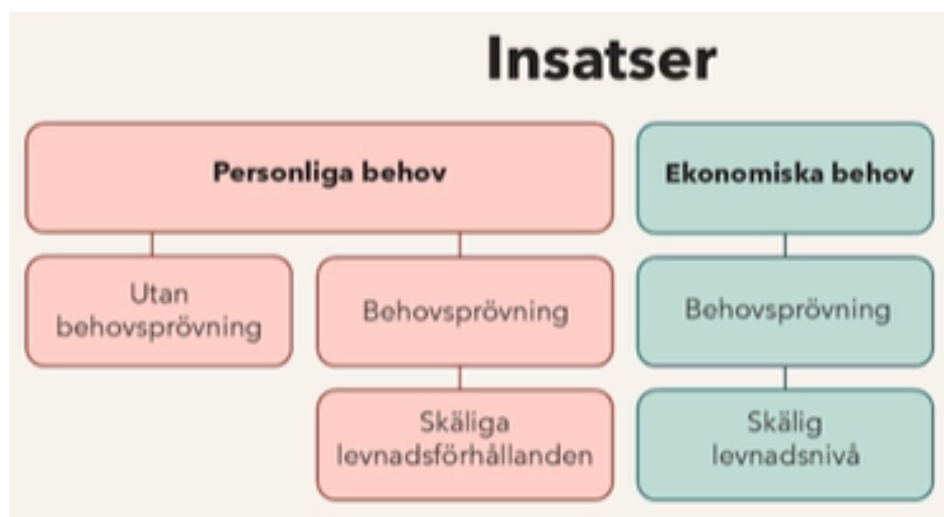 Insatser
Personliga behov
Ekonomiska behov
Utan
behovsprövning
Behovsprövning
Behovsprövning
Skäliga
levnadsförhållanden
Skälig
levnadsnivå